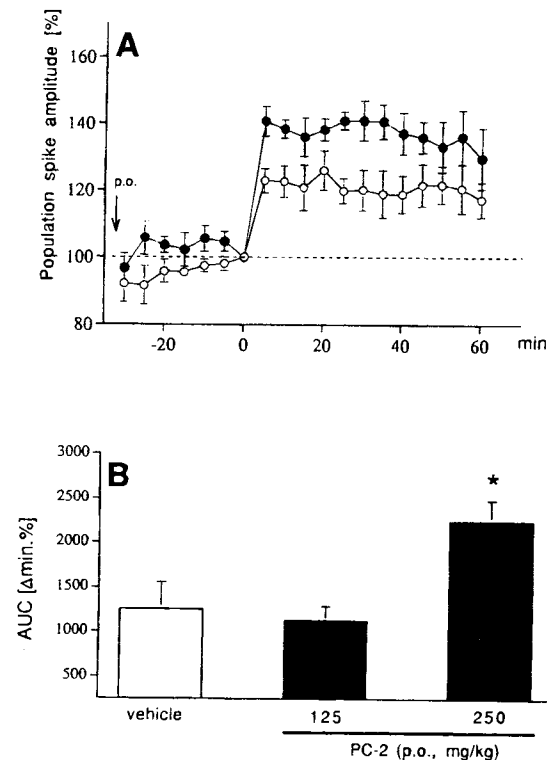 A
Population spike amplitude [%]
160
140
120
100
80
p.o.
-20
0
20
40
60
min
B
AUC [Δmin.%]
3000
2500
2000
1500
1000
500
*
vehicle
125
250
PC-2 (p.o., mg/kg)